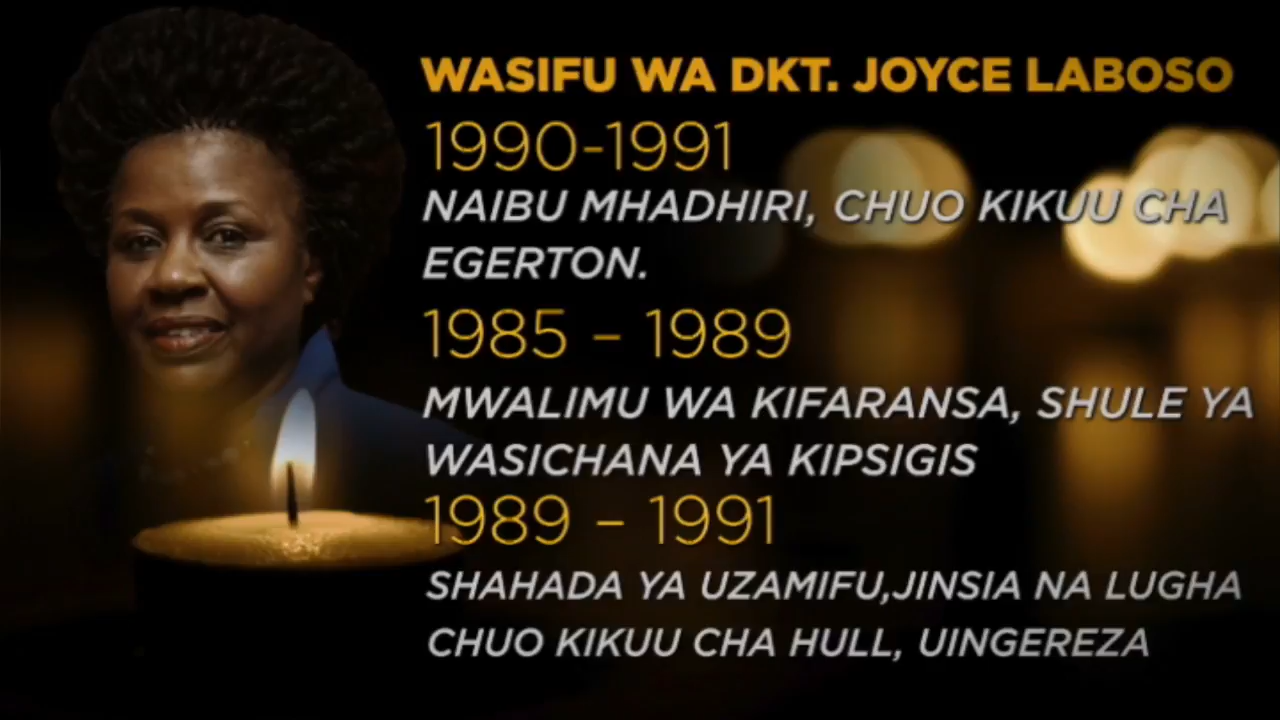 WASIFU WA DKT. JOYCE LABOSO
1990-1991
NAIBU MHADHIRI, CHUO KIKUU CHA
EGERTON.
1985 – 1989
MWALIMU WA KIFARANSA, SHULE YA
WASICHANA YA KIPSIGIS
1989 – 1991
SHAHADA YA UZAMIFU,JINSIA NA LUGHA
CHUO KIKUU CHA HULL, UINGEREZA